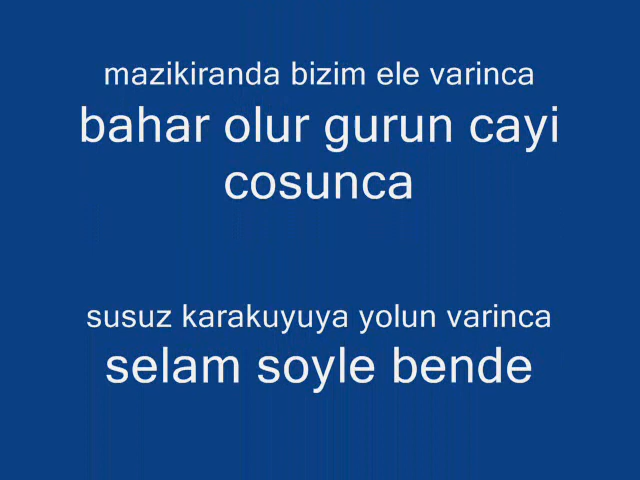 mazikiranda bizim ele varinca
bahar olur gurun cayi
cosunca
susuz karakuyuya yolun varinca
selam soyle bende